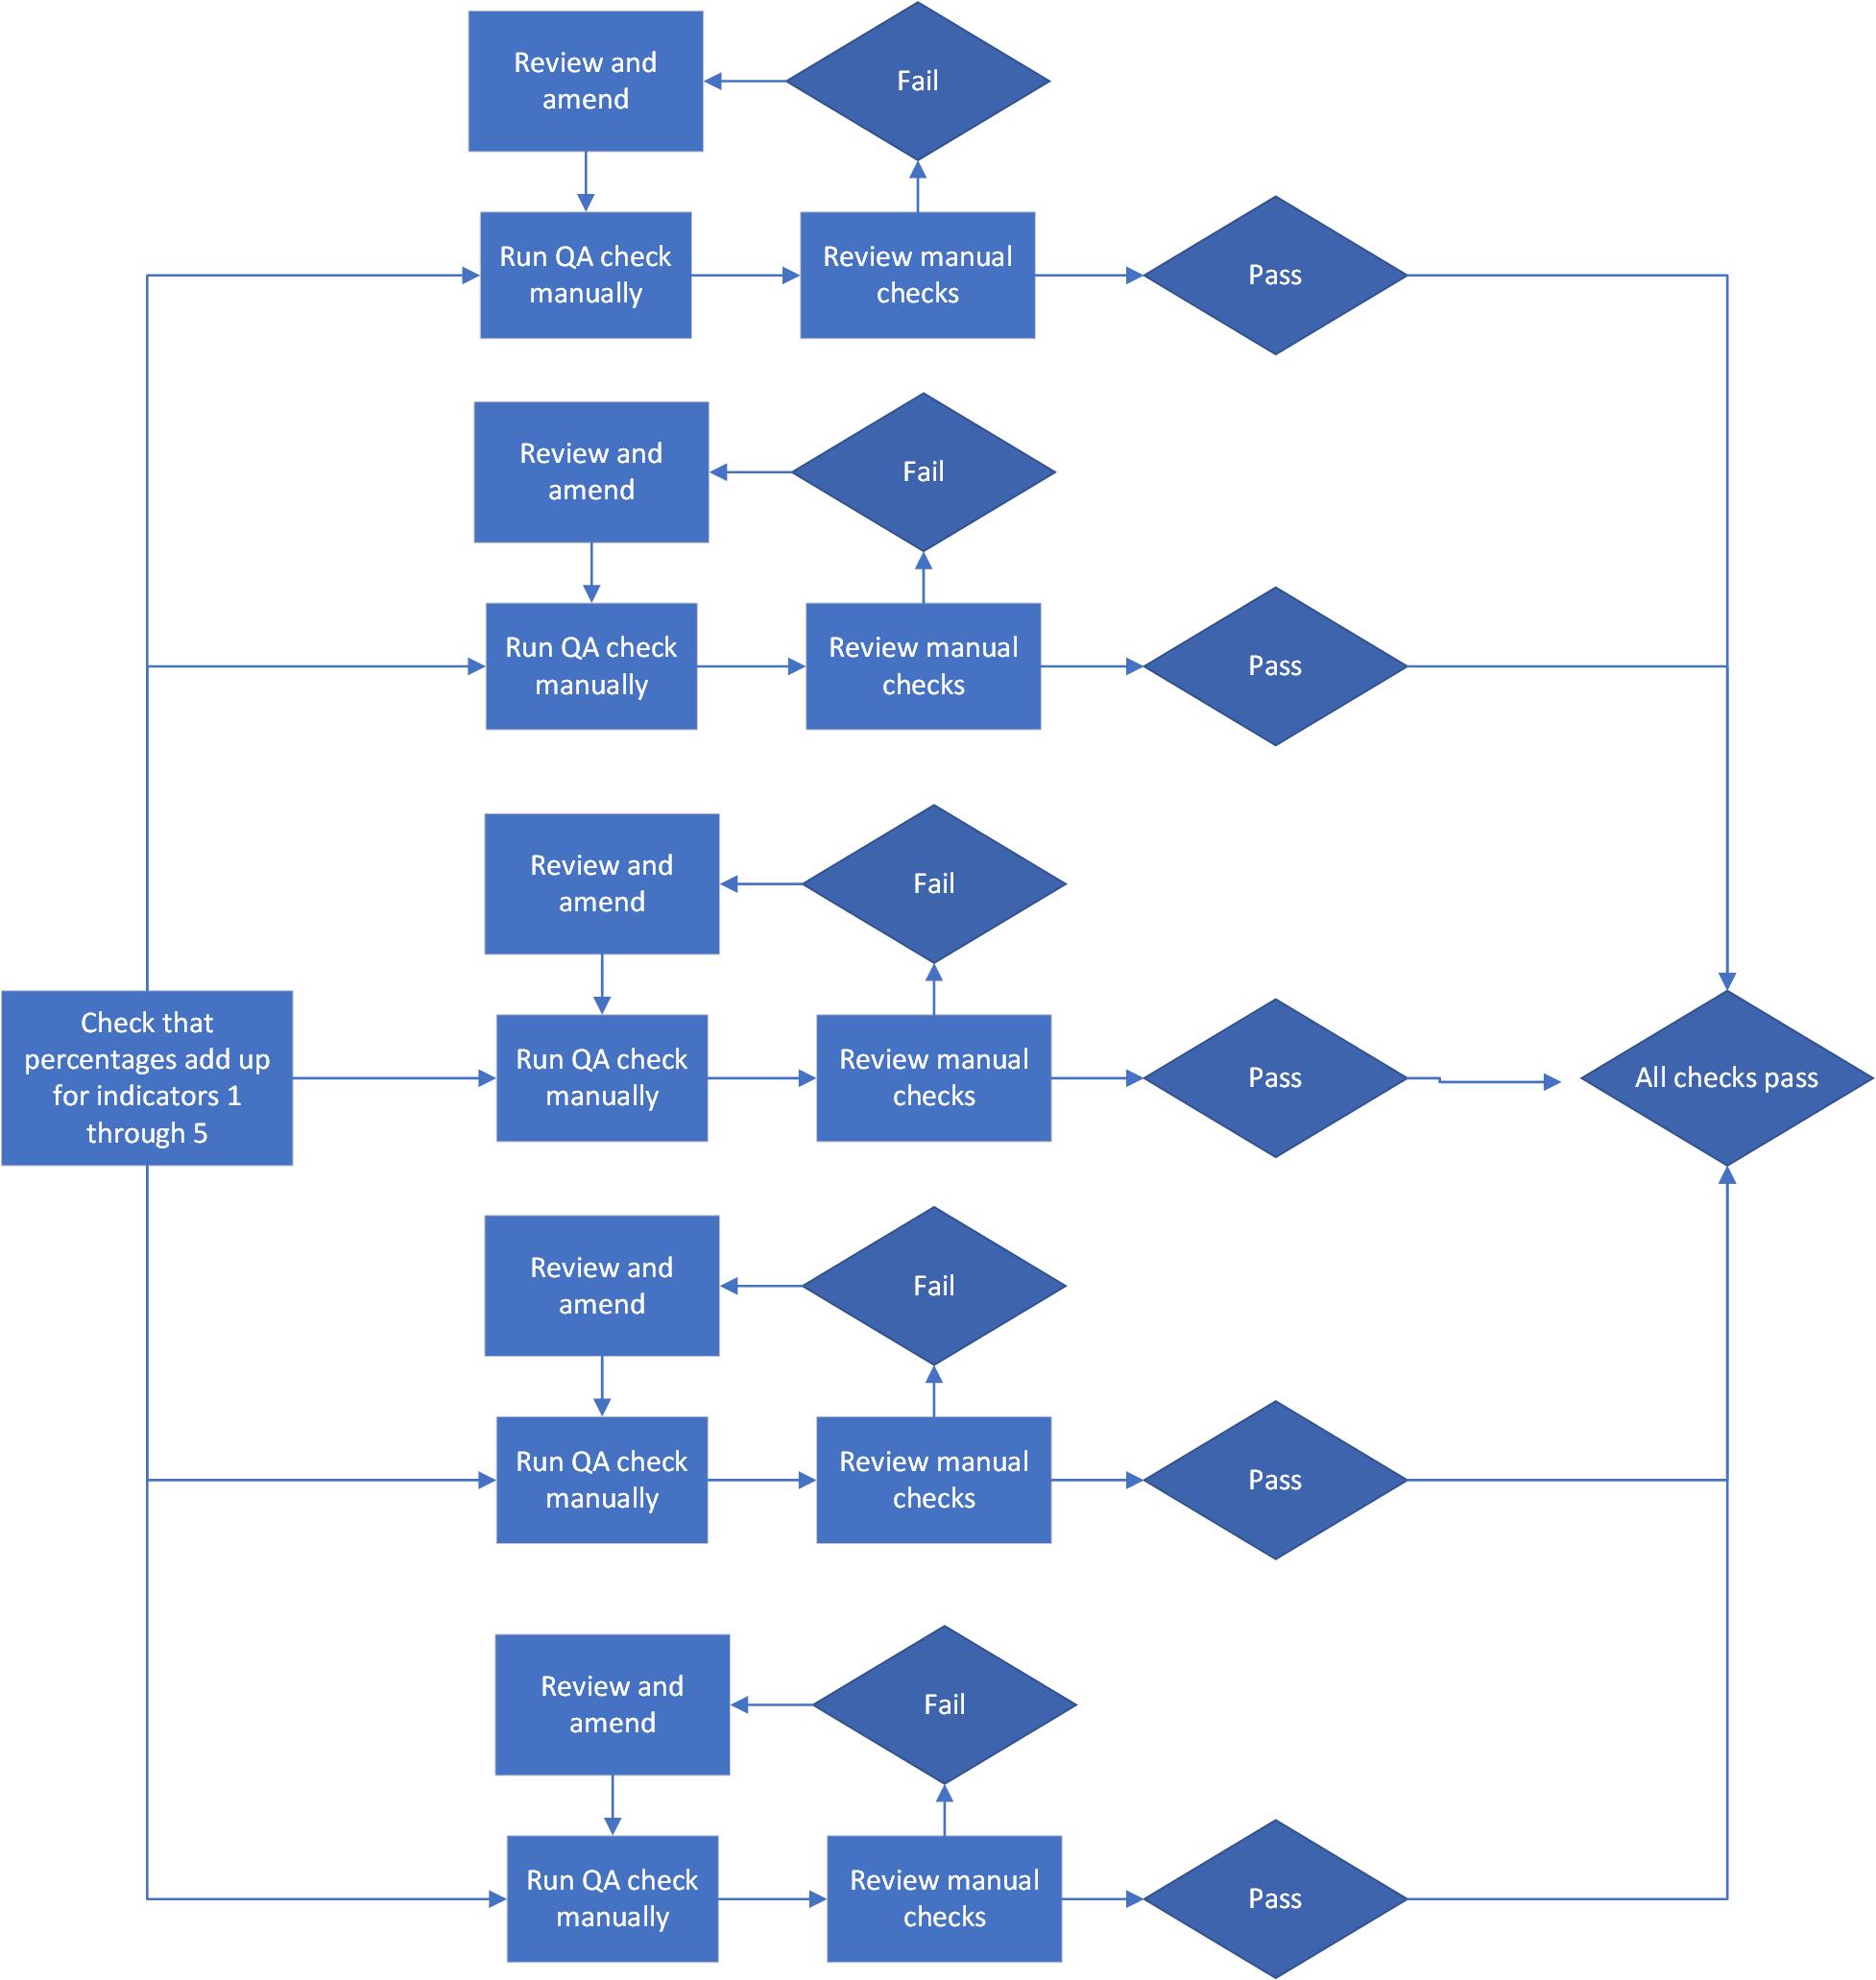 Review and
amend
Fail
Run QA check
manually
Review manual
checks
Pass
Review and
amend
Fail
Run QA check
manually
Review manual
checks
Pass
Review and
amend
Fail
Check that
percentages add up
for indicators 1
through 5
Run QA check
manually
Review manual
checks
Pass
All checks pass
Review and
amend
Fail
Run QA check
manually
Review manual
checks
Pass
Review and
amend
Fail
Run QA check
manually
Review manual
checks
Pass